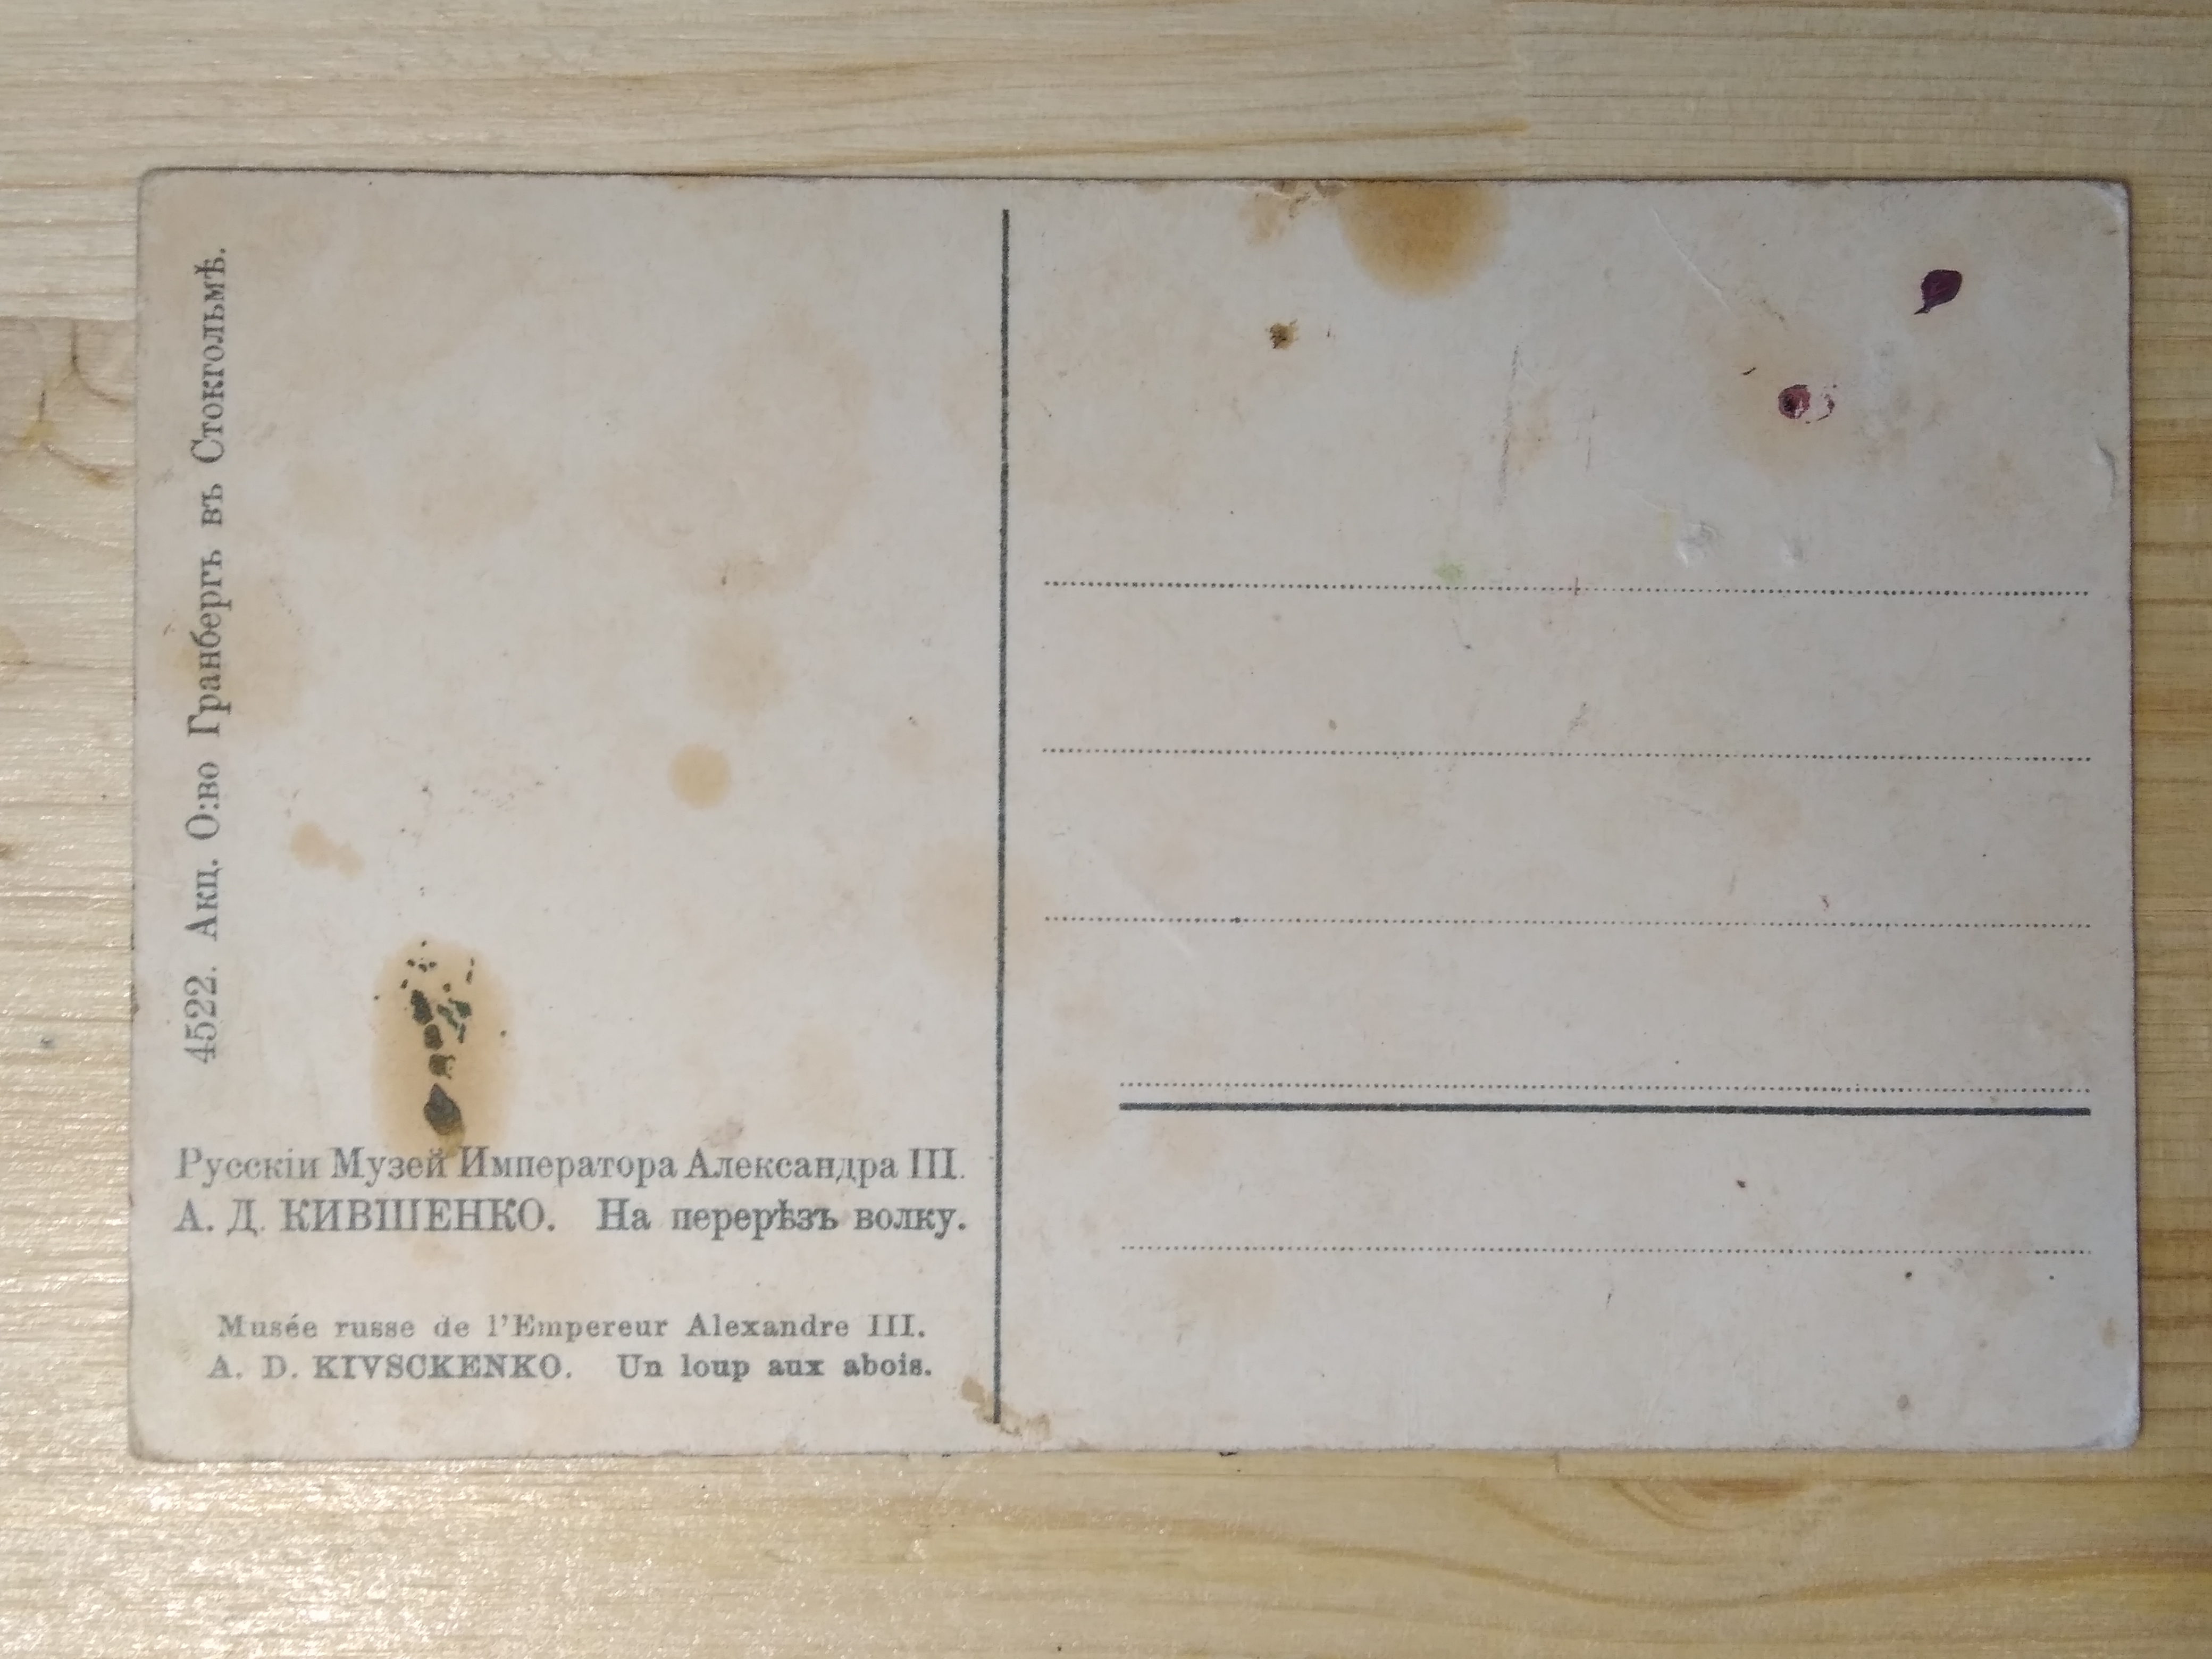 4522. Акц. О:во Гранбергъ въ Стокгольмѣ.
Русскій Музей Императора Александра III.
А. Д. КИВШЕНКО. На перерѣзъ волку.
Musée russe de l'Empereur Alexandre III.
A. D. KIVSCKENKO. Un loup aux abois.